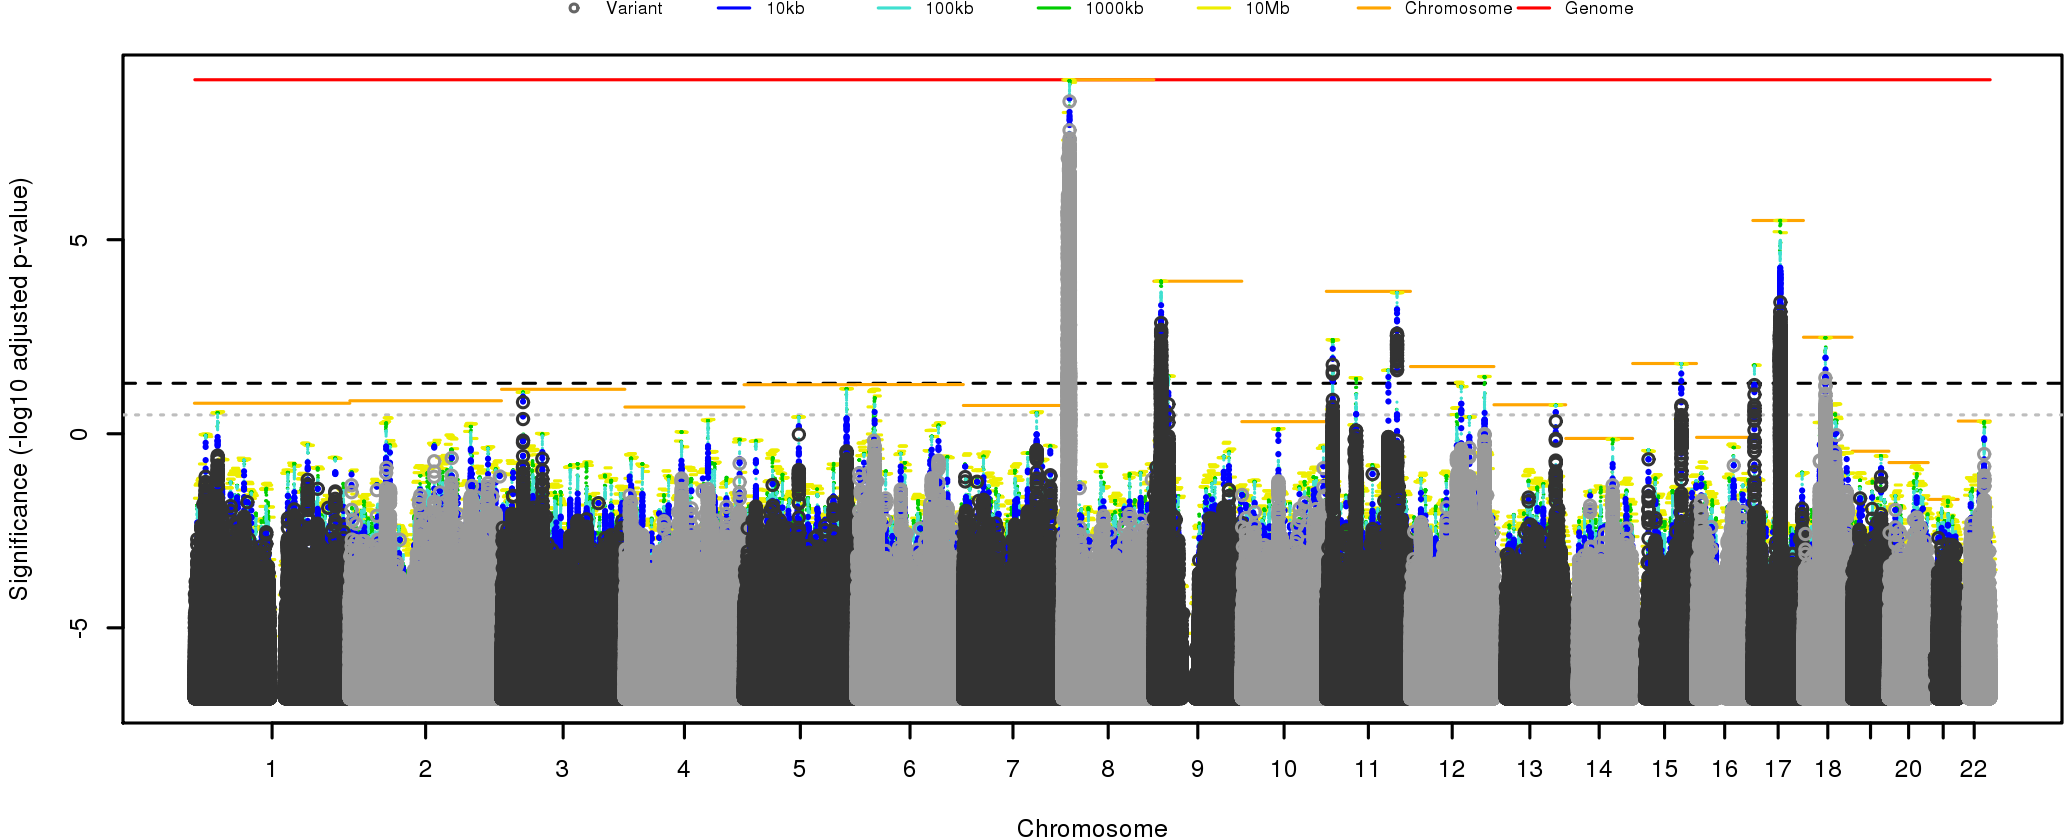 Variant 10kb 100kb 1000kb 10Mb Chromosome Genome
Significance (-log10 adjusted p-value)
5
0
-5
1 2 3 4 5 6 7 8 9 10 11 12 13 14 15 16 17 18 20 22
Chromosome